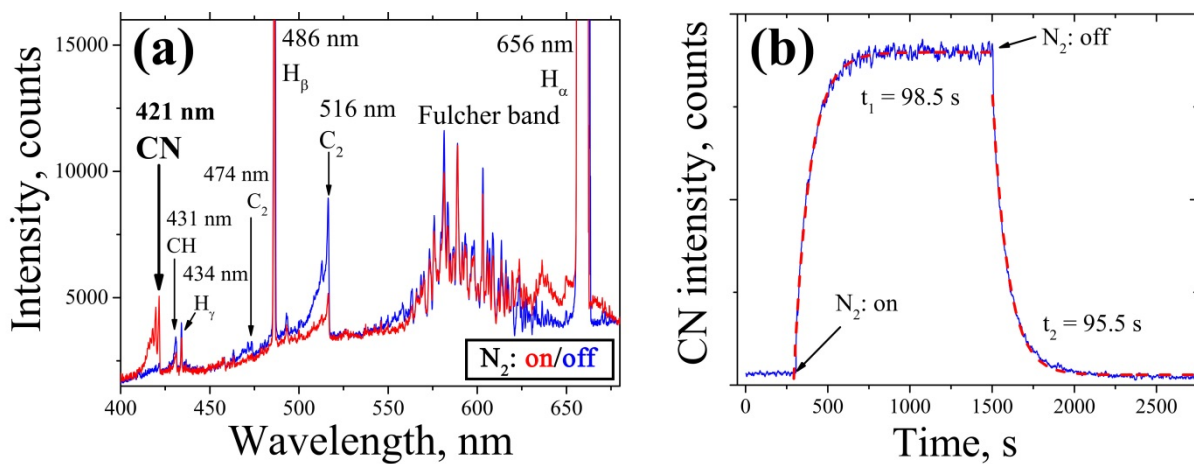 (a)
15000
10000
5000
Intensity, counts
421 nm
CN
431 nm
CH
434 nm
Hγ
474 nm
C₂
486 nm
Hβ
516 nm
C₂
Fulcher band
656 nm
Hα
N₂: on/off
400 450 500 550 600 650
Wavelength, nm
(b)
CN intensity, counts
N₂: off
t₁ = 98.5 s
N₂: on
t₂ = 95.5 s
0 500 1000 1500 2000 2500
Time, s